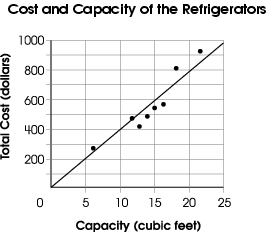 Cost and Capacity of the Refrigerators
Total Cost (dollars)
1000
800
600
400
200
0 5 10 15 20 25
Capacity (cubic feet)